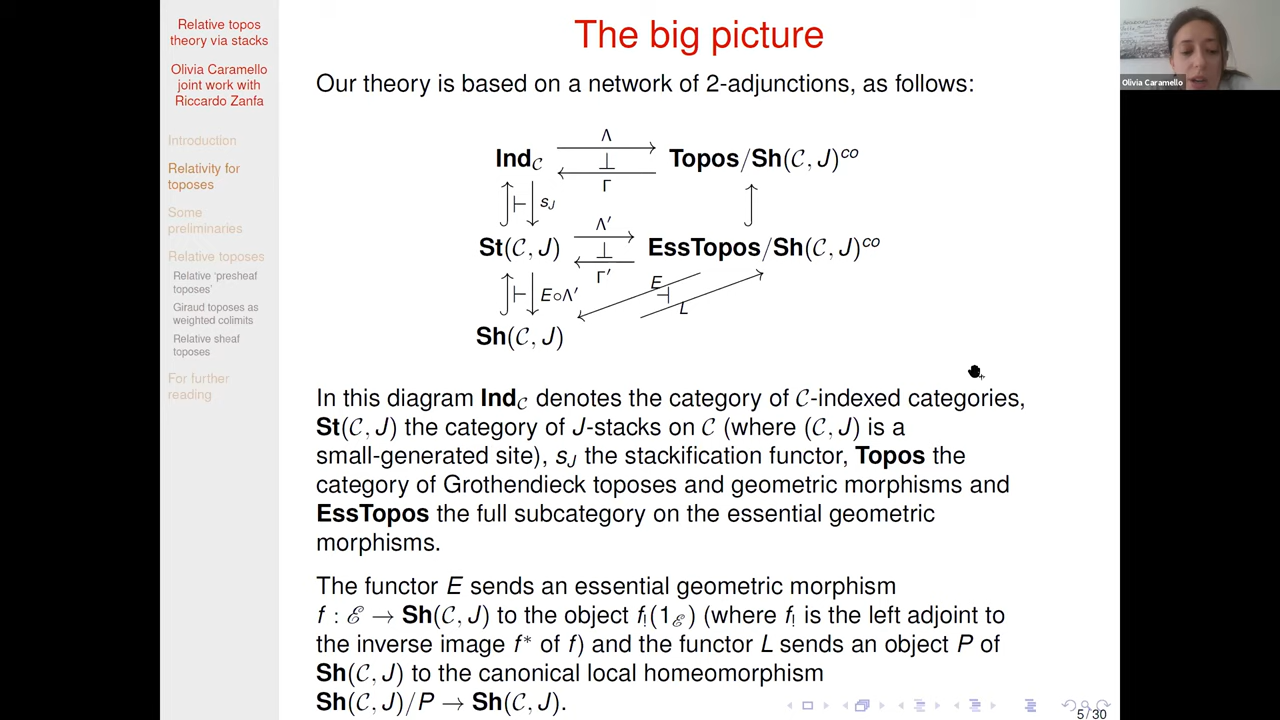 Relative topos
theory via stacks
Olivia Caramello
joint work with
Riccardo Zanfa
Introduction
Relativity for
toposes
Some
preliminaries
Relative toposes
Relative ‘presheaf
toposes’
Giraud toposes as
weighted colimits
Relative sheaf
toposes
For further
reading
The big picture
Our theory is based on a network of 2-adjunctions, as follows:
Λ
Ind𝒞 ⊥ Topos/Sh(𝒞, J)ᶜᵒ
Γ
⊣ s_J
Λ′
St(𝒞, J) ⊥ EssTopos/Sh(𝒞, J)ᶜᵒ
Γ′
⊣ E∘Λ′ E ⊣ L
Sh(𝒞, J)
In this diagram Ind𝒞 denotes the category of 𝒞-indexed categories,
St(𝒞, J) the category of J-stacks on 𝒞 (where (𝒞, J) is a
small-generated site), s_J the stackification functor, Topos the
category of Grothendieck toposes and geometric morphisms and
EssTopos the full subcategory on the essential geometric
morphisms.
The functor E sends an essential geometric morphism
f : ℰ → Sh(𝒞, J) to the object f!(1ℰ) (where f! is the left adjoint to
the inverse image f* of f) and the functor L sends an object P of
Sh(𝒞, J) to the canonical local homeomorphism
Sh(𝒞, J)/P → Sh(𝒞, J).
5/30
Olivia Caramello